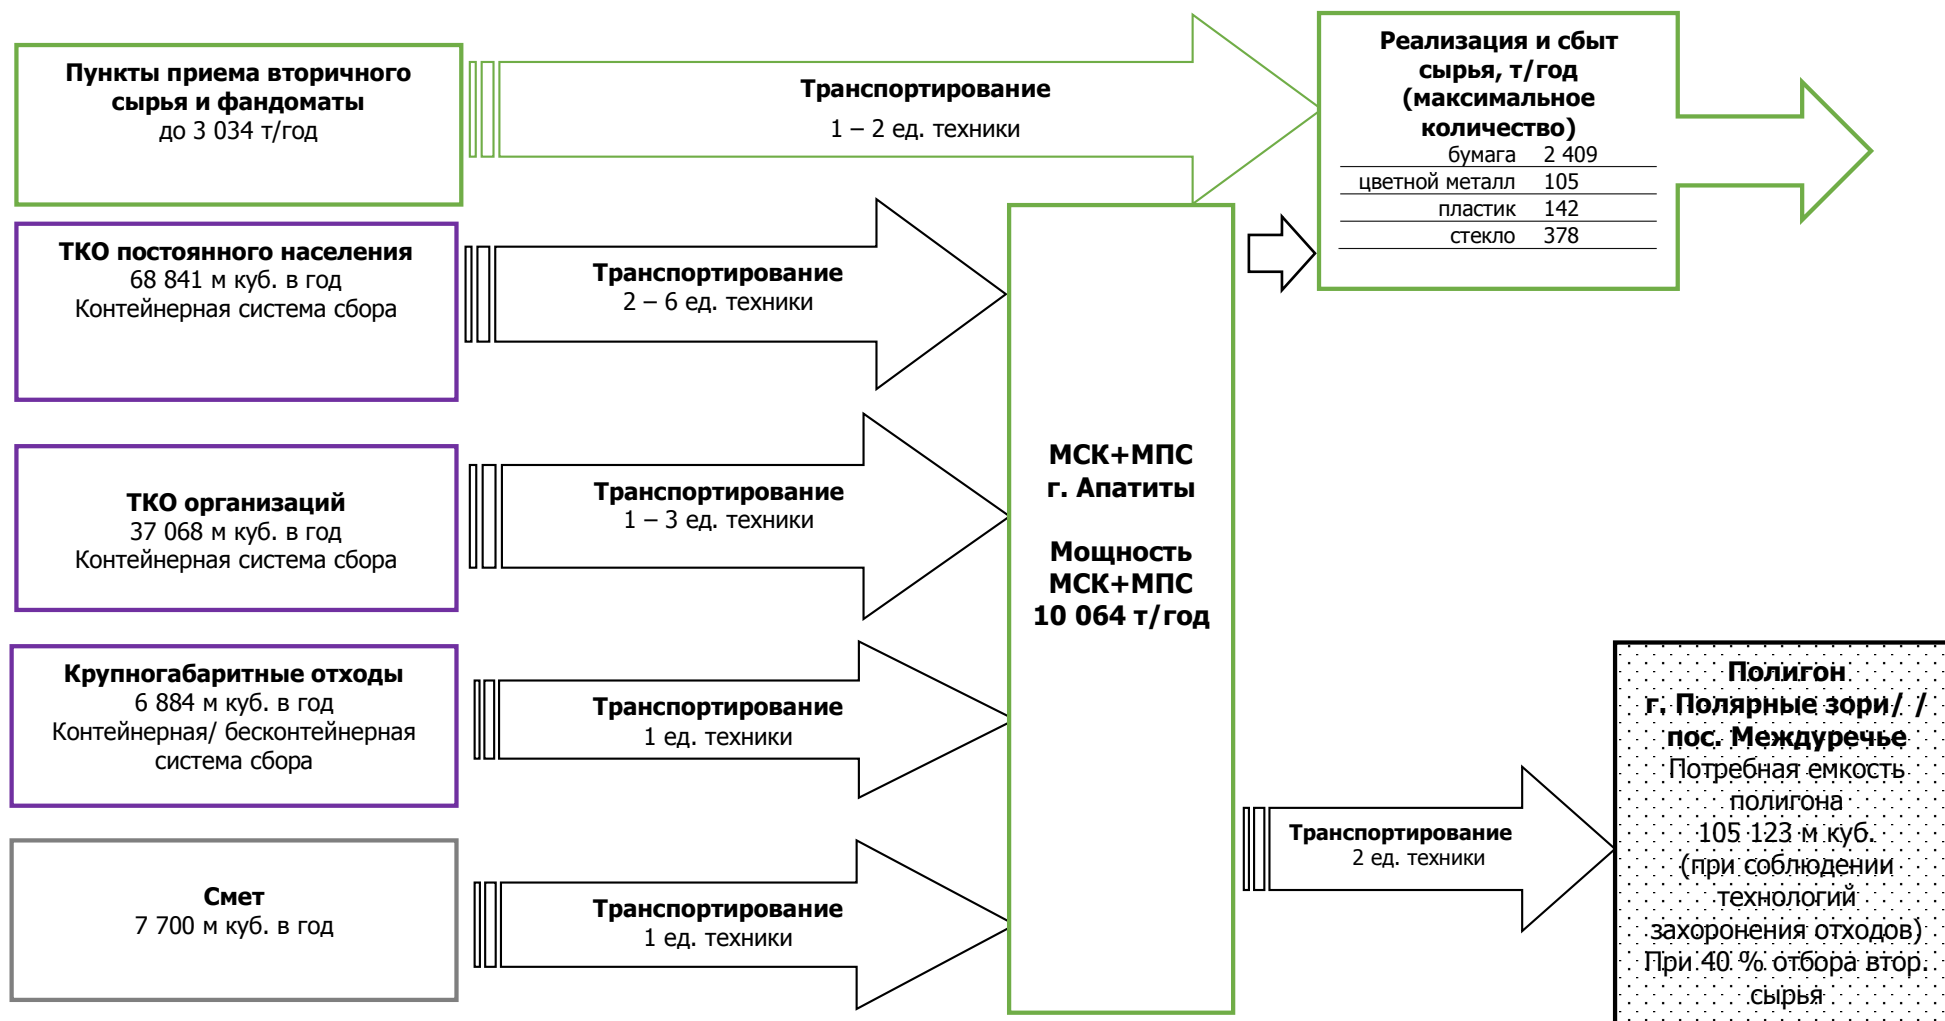 Пункты приема вторичного
сырья и фандоматы
до 3 034 т/год
Транспортирование
1 – 2 ед. техники
Реализация и сбыт
сырья, т/год
(максимальное
количество)
бумага 2 409
цветной металл 105
пластик 142
стекло 378
ТКО постоянного населения
68 841 м куб. в год
Контейнерная система сбора
Транспортирование
2 – 6 ед. техники
ТКО организаций
37 068 м куб. в год
Контейнерная система сбора
Транспортирование
1 – 3 ед. техники
МСК+МПС
г. Апатиты
Мощность
МСК+МПС
10 064 т/год
Крупногабаритные отходы
6 884 м куб. в год
Контейнерная/ бесконтейнерная
система сбора
Транспортирование
1 ед. техники
Смет
7 700 м куб. в год
Транспортирование
1 ед. техники
Транспортирование
2 ед. техники
Полигон
г. Полярные зори/ /
пос. Междуречье
Потребная емкость
полигона
105 123 м куб.
(при соблюдении
технологий
захоронения отходов)
При 40 % отбора втор.
сырья